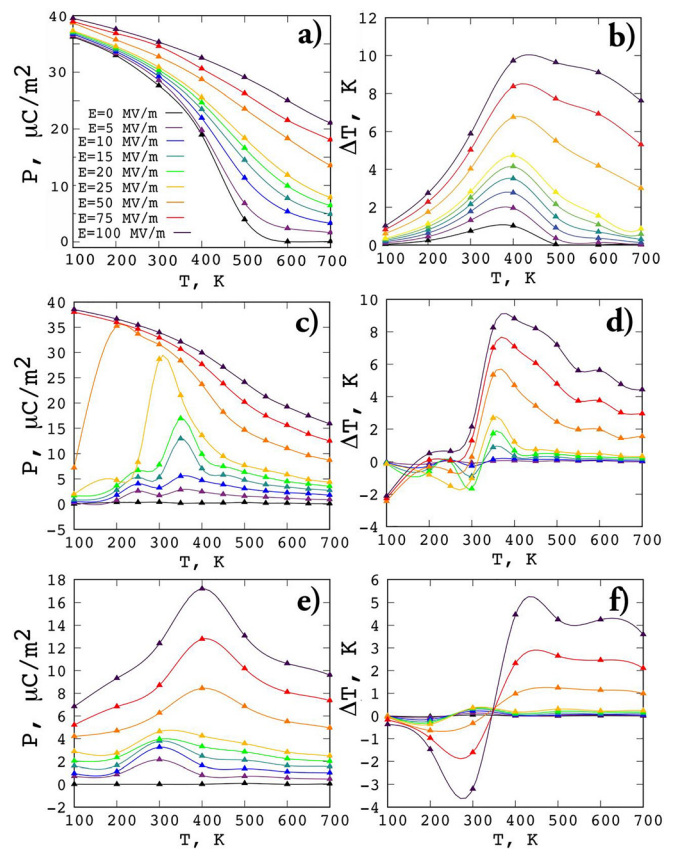 a)
P, μC/m²
40
30
20
10
0
E=0 MV/m
E=5 MV/m
E=10 MV/m
E=15 MV/m
E=20 MV/m
E=25 MV/m
E=50 MV/m
E=75 MV/m
E=100 MV/m
100 200 300 400 500 600 700
T, K
b)
ΔT, K
12
10
8
6
4
2
0
100 200 300 400 500 600 700
T, K
c)
P, μC/m²
40
35
30
25
20
15
10
5
0
-5
100 200 300 400 500 600 700
T, K
d)
ΔT, K
10
8
6
4
2
0
-2
-4
100 200 300 400 500 600 700
T, K
e)
P, μC/m²
18
16
14
12
10
8
6
4
2
0
-2
100 200 300 400 500 600 700
T, K
f)
ΔT, K
6
5
4
3
2
1
0
-1
-2
-3
-4
100 200 300 400 500 600 700
T, K